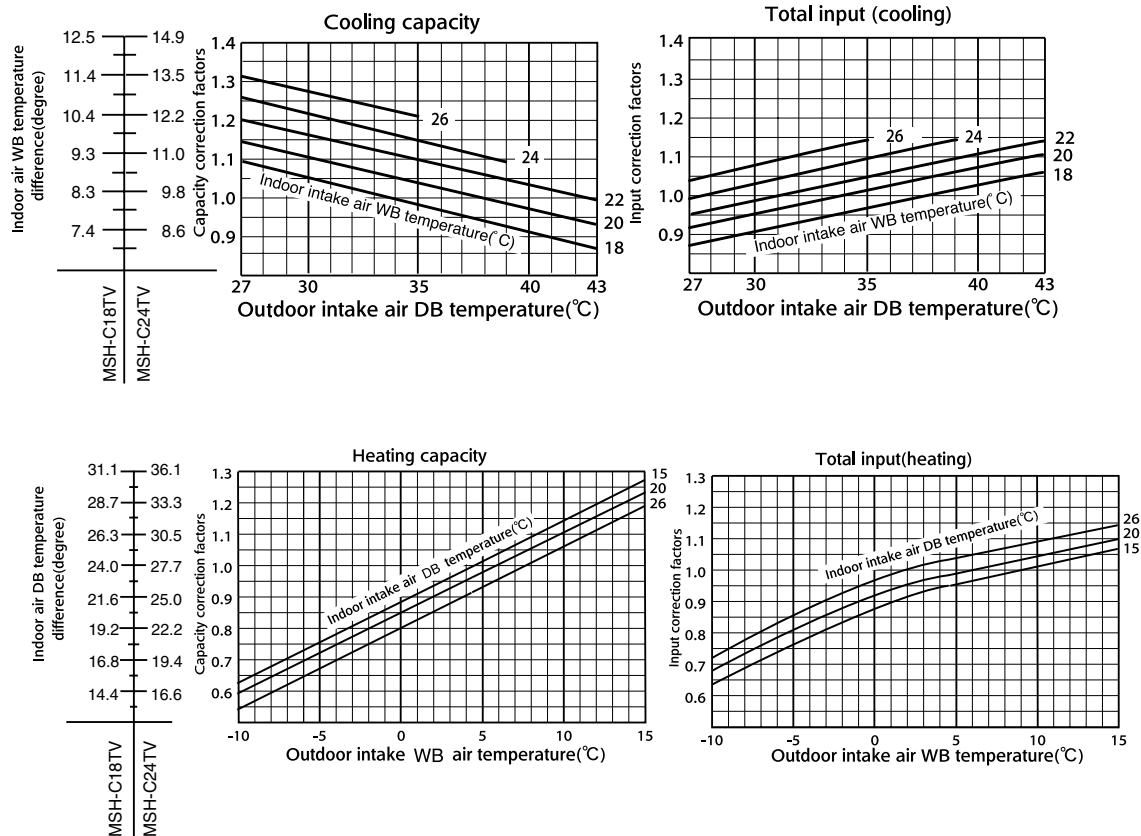 Cooling capacity
Indoor air WB temperature
difference(degree)
12.5 14.9
11.4 13.5
10.4 12.2
9.3 11.0
8.3 9.8
7.4 8.6
MSH-C18TV
MSH-C24TV
Capacity correction factors
1.4
1.3
1.2
1.1
1.0
0.9
26
24
22
20
18
Indoor intake air WB temperature(°C)
27 30 35 40 43
Outdoor intake air DB temperature(℃)
Total input (cooling)
Input correction factors
1.4
1.3
1.2
1.1
1.0
0.9
26 24 22
20
18
Indoor intake air WB temperature(°C)
27 30 35 40 43
Outdoor intake air DB temperature(℃)
Heating capacity
Indoor air DB temperature
difference(degree)
31.1 36.1
28.7 33.3
26.3 30.5
24.0 27.7
21.6 25.0
19.2 22.2
16.8 19.4
14.4 16.6
MSH-C18TV
MSH-C24TV
Capacity correction factors
1.3
1.2
1.1
1.0
0.9
0.8
0.7
0.6
15
20
26
Indoor intake air DB temperature(℃)
-10 -5 0 5 10 15
Outdoor intake WB air temperature(℃)
Total input(heating)
Input correction factors
1.3
1.2
1.1
1.0
0.9
0.8
0.7
0.6
26
20
15
Indoor intake air DB temperature(℃)
-10 -5 0 5 10 15
Outdoor intake air WB temperature(℃)